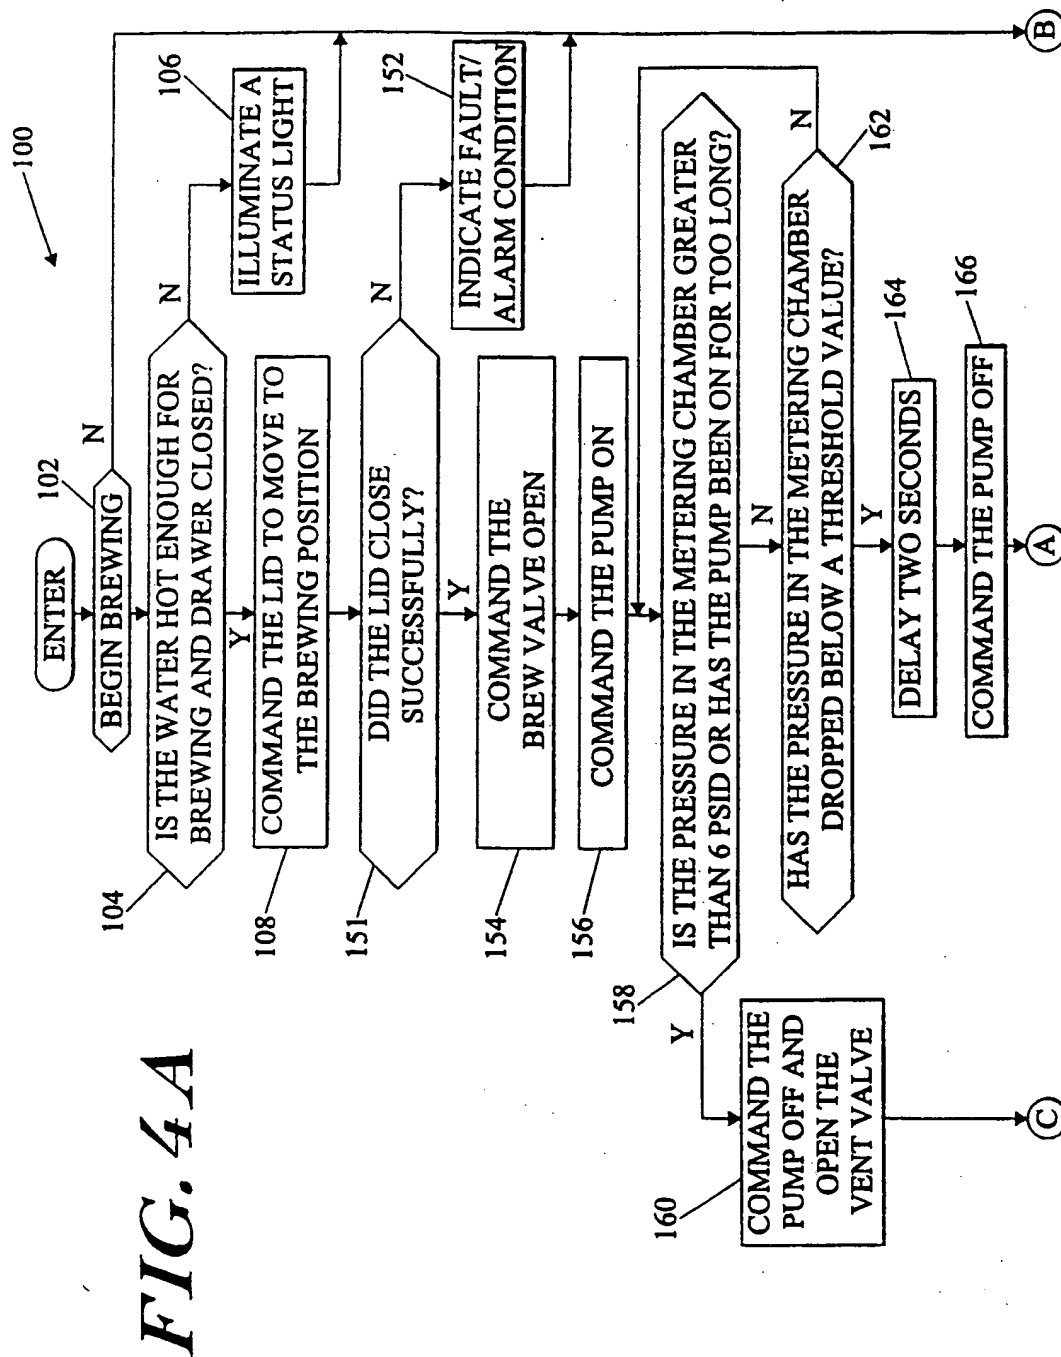 FIG. 4A
100
ENTER
102
BEGIN BREWING
N
104
IS THE WATER HOT ENOUGH FOR
BREWING AND DRAWER CLOSED?
N
106
ILLUMINATE A
STATUS LIGHT
Y
108
COMMAND THE LID TO MOVE TO
THE BREWING POSITION
151
DID THE LID CLOSE
SUCCESSFULLY?
N
152
INDICATE FAULT/
ALARM CONDITION
Y
154
COMMAND THE
BREW VALVE OPEN
156
COMMAND THE PUMP ON
158
IS THE PRESSURE IN THE METERING CHAMBER GREATER
THAN 6 PSID OR HAS THE PUMP BEEN ON FOR TOO LONG?
Y
160
COMMAND THE
PUMP OFF AND
OPEN THE
VENT VALVE
N
162
HAS THE PRESSURE IN THE METERING CHAMBER
DROPPED BELOW A THRESHOLD VALUE?
N
Y
164
DELAY TWO SECONDS
166
COMMAND THE PUMP OFF
C
A
B